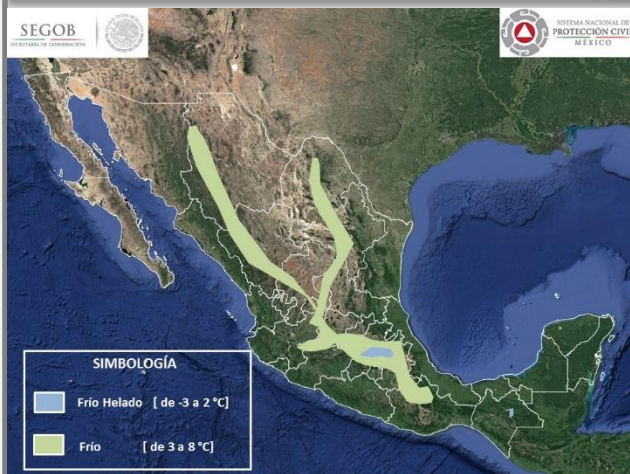 SEGOB
SECRETARÍA DE GOBERNACIÓN
SISTEMA NACIONAL DE
PROTECCIÓN CIVIL
MÉXICO
SIMBOLOGÍA
Frío Helado [ de -3 a 2 °C]
Frío [ de 3 a 8 °C]